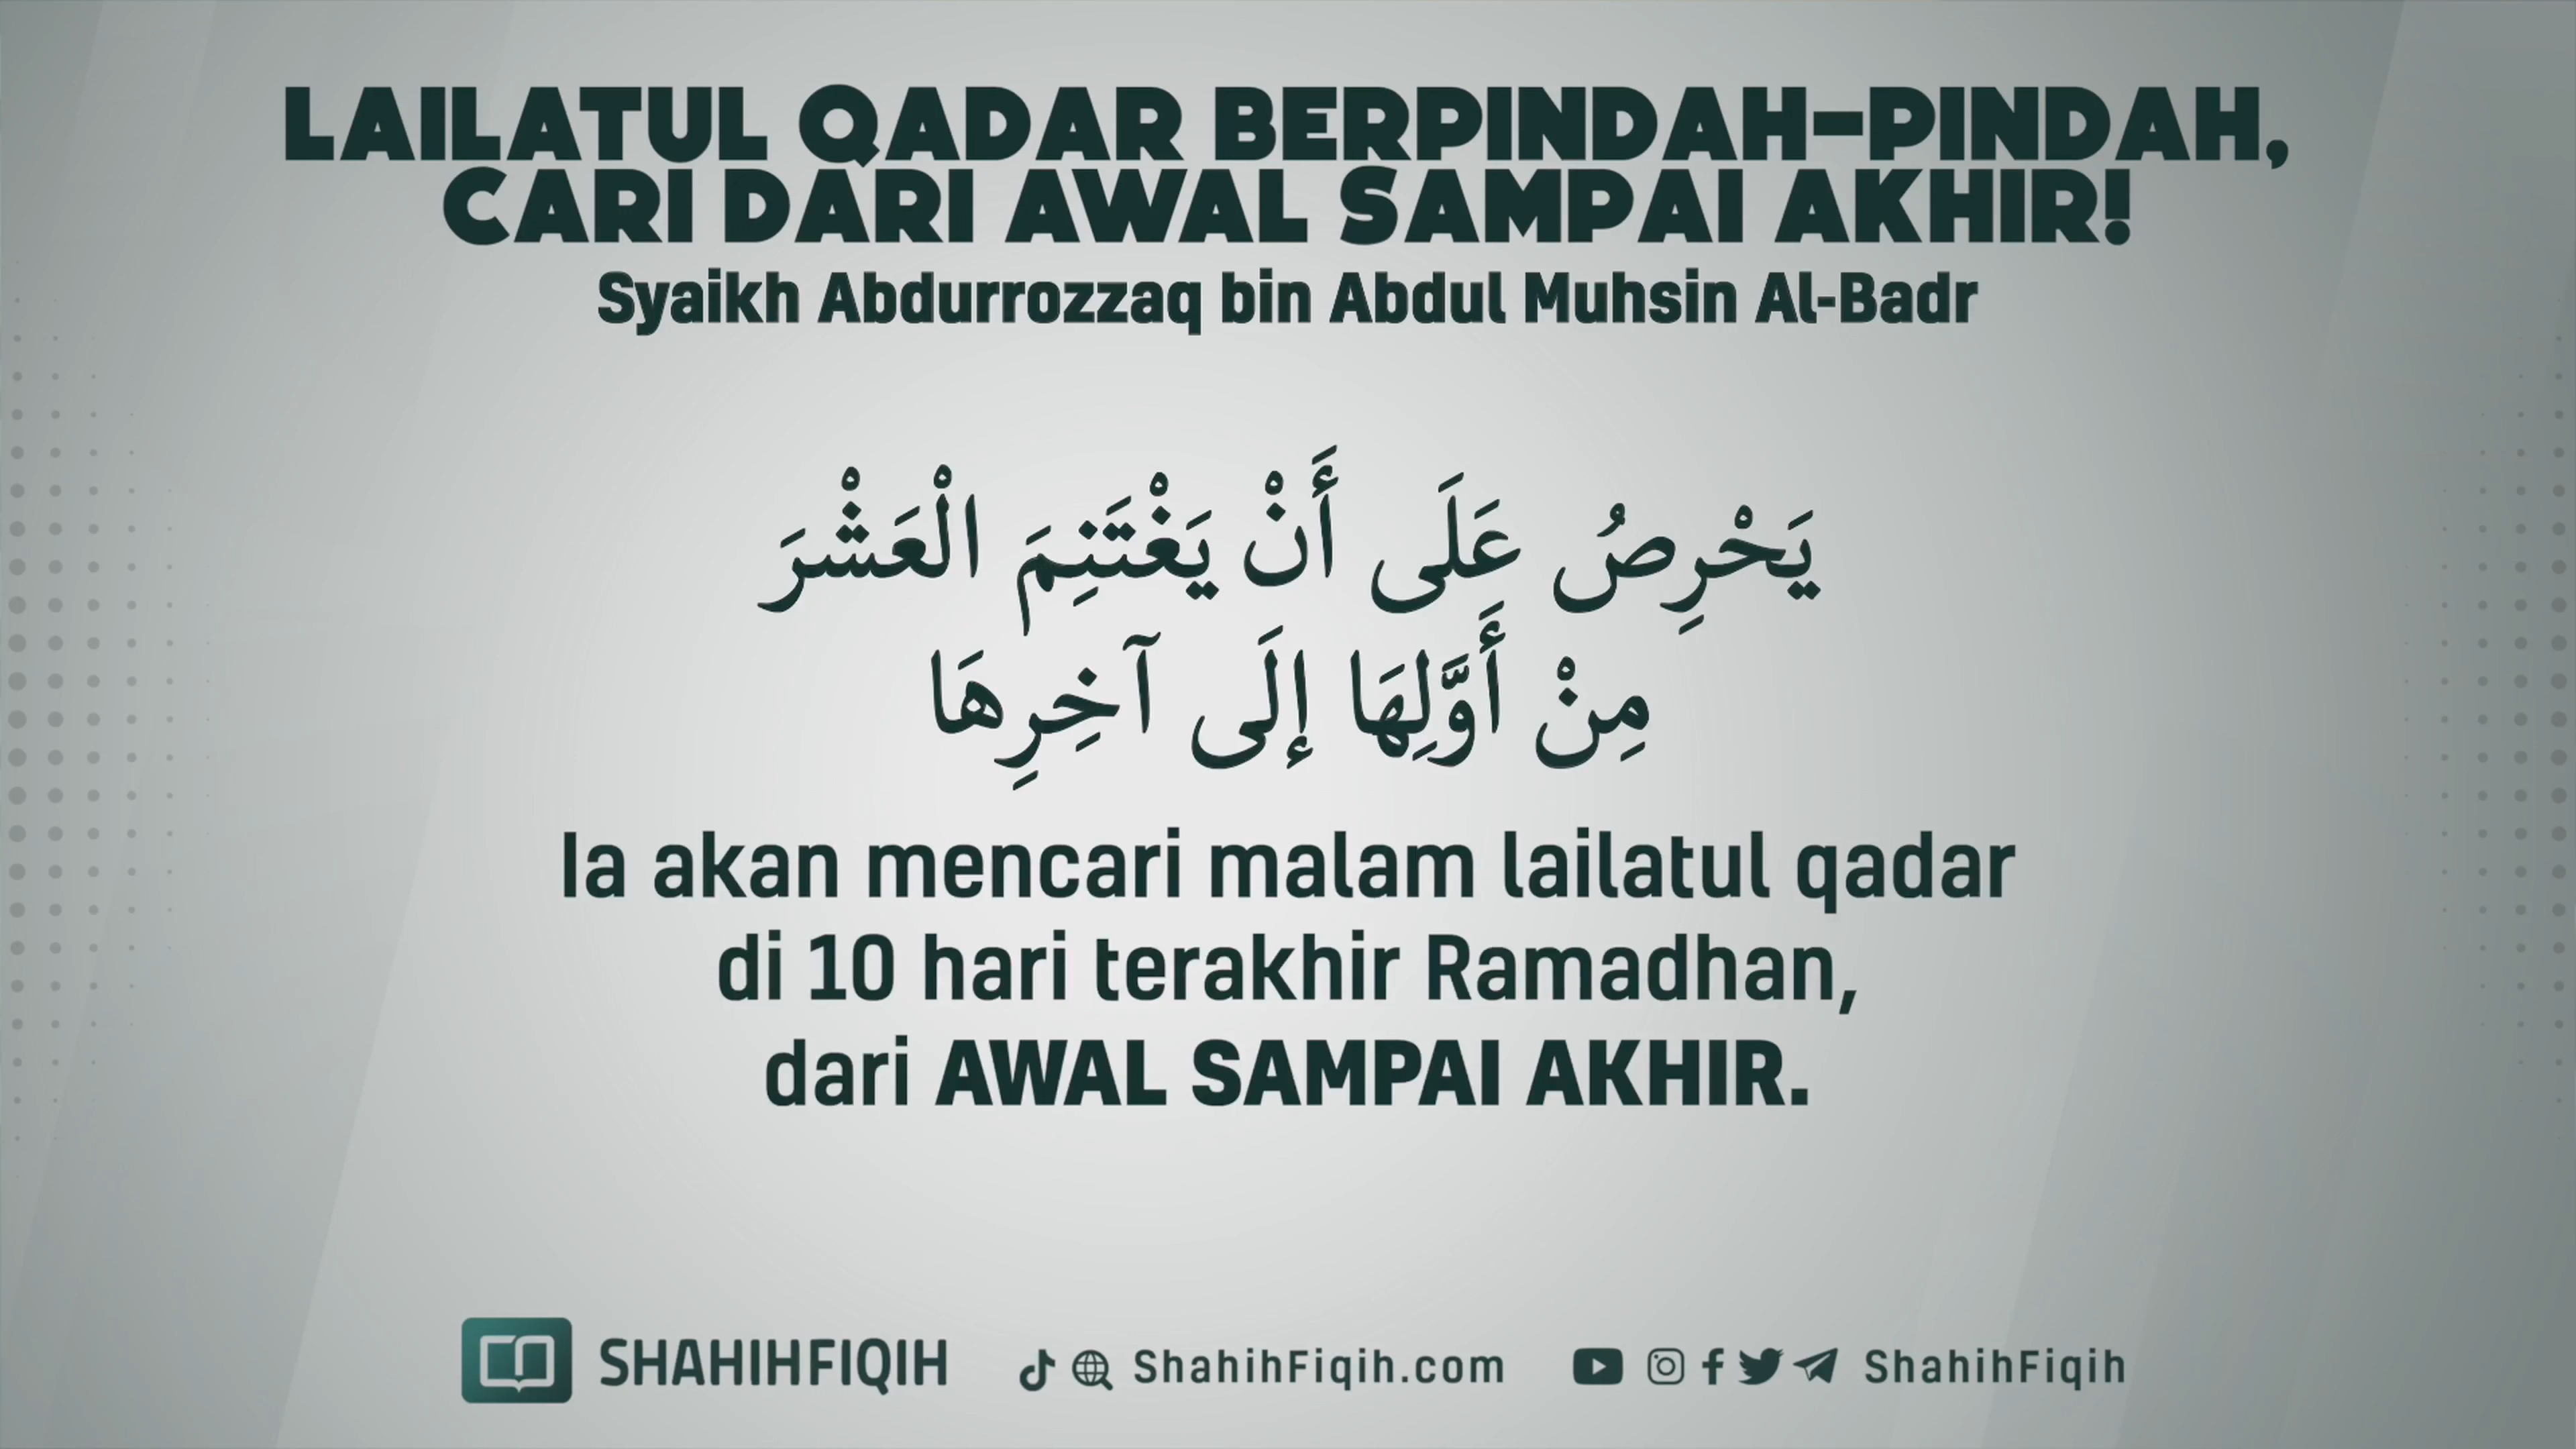 LAILATUL QADAR BERPINDAH-PINDAH,
CARI DARI AWAL SAMPAI AKHIR!
Syaikh Abdurrozzaq bin Abdul Muhsin Al-Badr
يَحْرِصُ عَلَى أَنْ يَغْتَنِمَ الْعَشْرَ
مِنْ أَوَّلِهَا إِلَى آخِرِهَا
Ia akan mencari malam lailatul qadar
di 10 hari terakhir Ramadhan,
dari AWAL SAMPAI AKHIR.
SHAHIHFIQIH ShahihFiqih.com ShahihFiqih